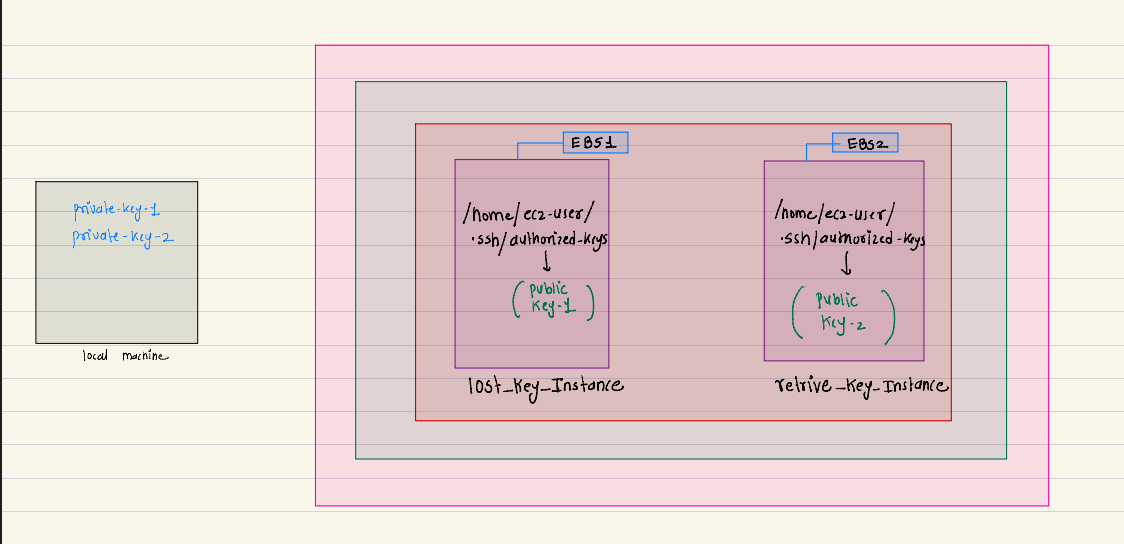 private-key-1
private-key-2
local machine
EBS1
/home/ec2-user/
.ssh/authorized-keys
(public
key-1)
lost_key_Instance
EBS2
/home/ec2-user/
.ssh/authorized-keys
(public
key-2)
retrive_key_Instance